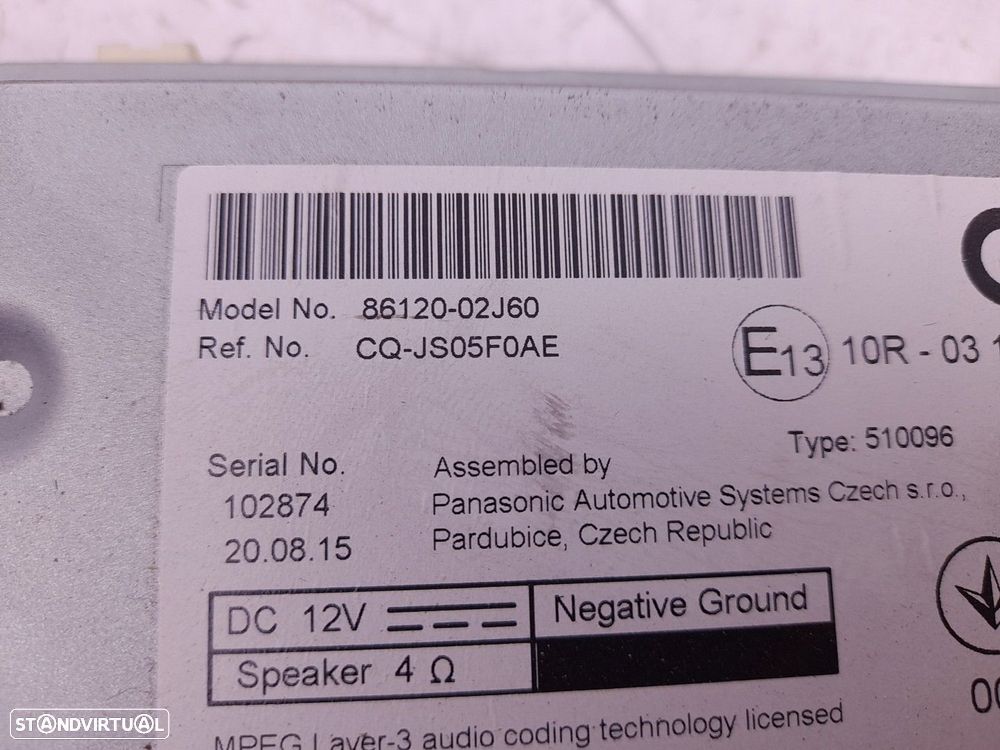 Model No. 86120-02J60
Ref. No. CQ-JS05F0AE
E13 10R - 03
Type: 510096
Serial No.
102874
20.08.15
Assembled by
Panasonic Automotive Systems Czech s.r.o.,
Pardubice, Czech Republic
DC 12V
Negative Ground
Speaker 4 Ω
MPEG Layer-3 audio coding technology licensed
STANDVIRTUAL